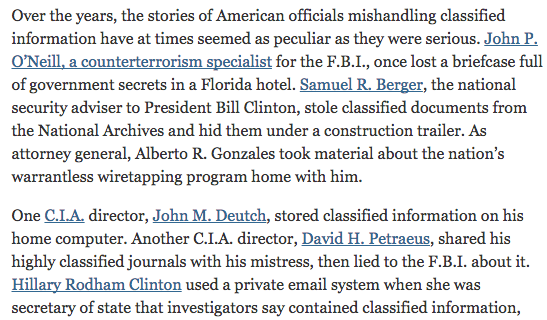 Over the years, the stories of American officials mishandling classified
information have at times seemed as peculiar as they were serious. John P.
O’Neill, a counterterrorism specialist for the F.B.I., once lost a briefcase full
of government secrets in a Florida hotel. Samuel R. Berger, the national
security adviser to President Bill Clinton, stole classified documents from
the National Archives and hid them under a construction trailer. As
attorney general, Alberto R. Gonzales took material about the nation’s
warrantless wiretapping program home with him.
One C.I.A. director, John M. Deutch, stored classified information on his
home computer. Another C.I.A. director, David H. Petraeus, shared his
highly classified journals with his mistress, then lied to the F.B.I. about it.
Hillary Rodham Clinton used a private email system when she was
secretary of state that investigators say contained classified information,